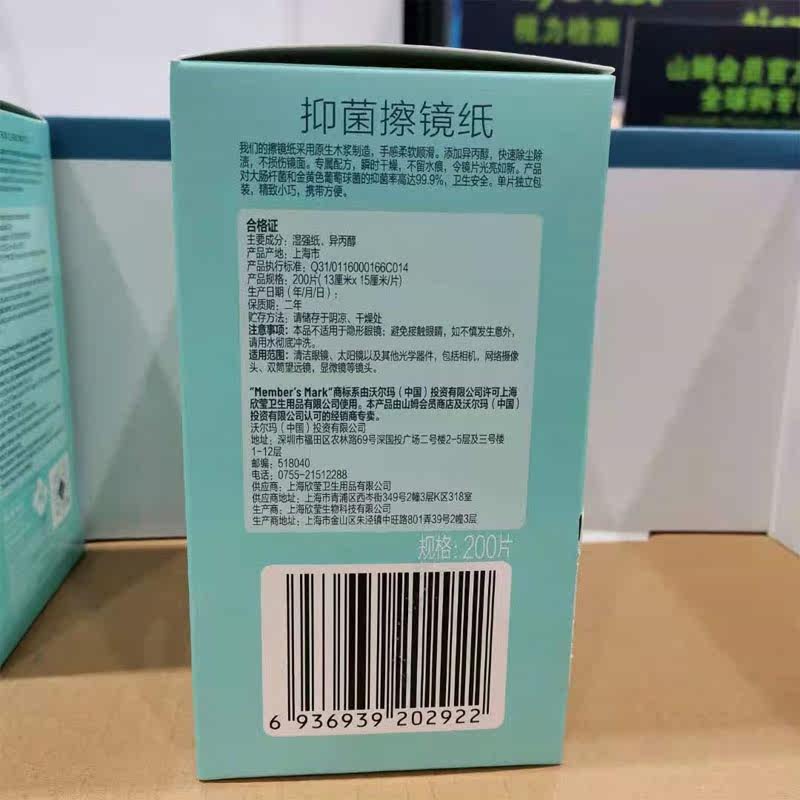 视力检测
山姆会员官方
全球跨专
抑菌擦镜纸
我们的擦镜纸采用原生木浆制造，手感柔软顺滑。添加异丙醇，快速除尘除
渍，不损伤镜面。专属配方，瞬时干燥，不留水痕，令镜片光亮如新。产品
对大肠杆菌和金黄色葡萄球菌的抑菌率高达99.9%，卫生安全。单片独立包
装，精致小巧，携带方便。
合格证
主要成分：湿强纸、异丙醇
产品产地：上海市
产品执行标准：Q31/0116000166C014
产品规格：200片(13厘米x 15厘米/片)
生产日期（年/月/日）：
保质期：二年
贮存方法：请储存于阴凉、干燥处
注意事项：本品不适用于隐形眼镜；避免接触眼睛，如不慎发生意外，
请用水彻底冲洗。
适用范围：清洁眼镜、太阳镜以及其他光学器件，包括相机，网络摄像
头、双筒望远镜，显微镜等镜头。
"Member's Mark"商标系由沃尔玛（中国）投资有限公司许可上海
欣莹卫生用品有限公司使用。本产品由山姆会员商店及沃尔玛（中国）
投资有限公司认可的经销商专卖。
沃尔玛（中国）投资有限公司
地址：深圳市福田区农林路69号深国投广场二号楼2-5层及三号楼
1-12层
邮编：518040
电话：0755-21512288
供应商：上海欣莹卫生用品有限公司
供应商地址：上海市青浦区西岑街349号2幢3层K区318室
生产商：上海欣莹生物科技有限公司
生产商地址：上海市金山区朱泾镇中旺路801弄39号2幢3层
规格：200片
6 936939 202922